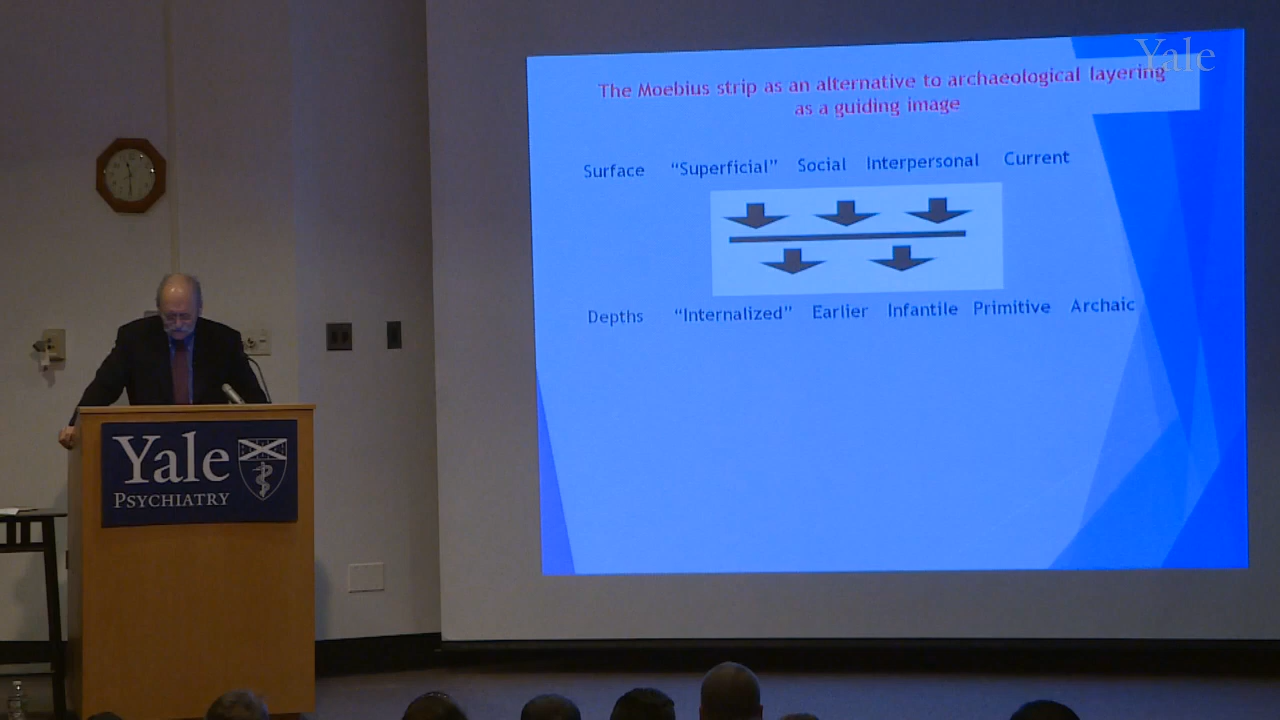 Yale
The Moebius strip as an alternative to archaeological layering
as a guiding image
Surface “Superficial” Social Interpersonal Current
Depths “Internalized” Earlier Infantile Primitive Archaic
Yale
PSYCHIATRY